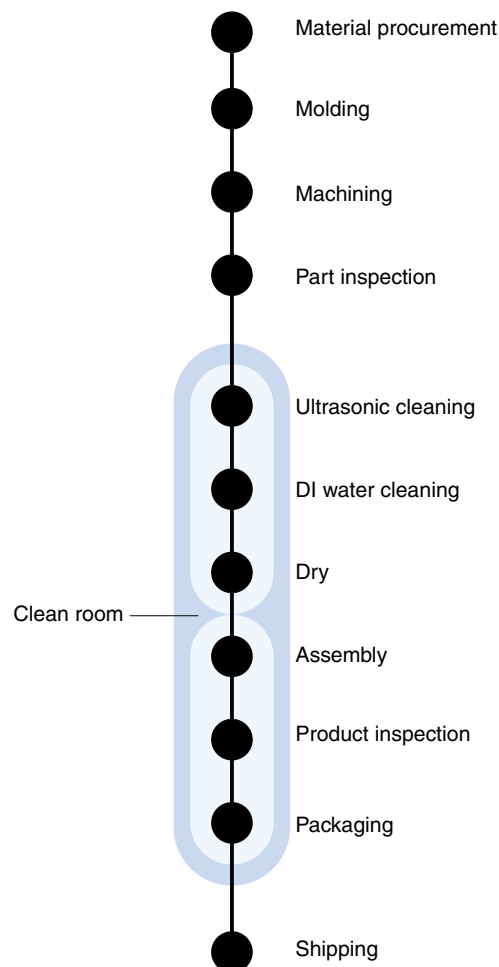 Material procurement
Molding
Machining
Part inspection
Ultrasonic cleaning
DI water cleaning
Dry
Clean room
Assembly
Product inspection
Packaging
Shipping